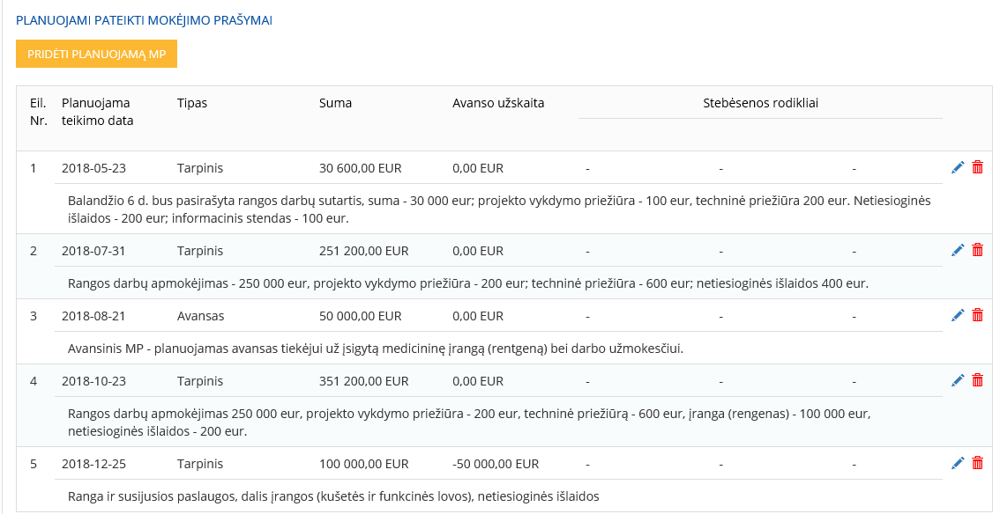 PLANUOJAMI PATEIKTI MOKĖJIMO PRAŠYMAI
PRIDĖTI PLANUOJAMĄ MP
Eil. Nr. Planuojama teikimo data Tipas Suma Avanso užskaita Stebėsenos rodikliai
1 2018-05-23 Tarpinis 30 600,00 EUR 0,00 EUR - - -
Balandžio 6 d. bus pasirašyta rangos darbų sutartis, suma - 30 000 eur; projekto vykdymo priežiūra - 100 eur, techninė priežiūra 200 eur. Netiesioginės
išlaidos - 200 eur; informacinis stendas - 100 eur.
2 2018-07-31 Tarpinis 251 200,00 EUR 0,00 EUR - - -
Rangos darbų apmokėjimas - 250 000 eur, projekto vykdymo priežiūra - 200 eur; techninė priežiūra - 600 eur; netiesioginės išlaidos 400 eur.
3 2018-08-21 Avansas 50 000,00 EUR 0,00 EUR - - -
Avansinis MP - planuojamas avansas tiekėjui už įsigytą medicininę įrangą (rentgeną) bei darbo užmokesčiui.
4 2018-10-23 Tarpinis 351 200,00 EUR 0,00 EUR - - -
Rangos darbų apmokėjimas 250 000 eur, projekto vykdymo priežiūra - 200 eur, techninė priežiūrą - 600 eur, įranga (rengenas) - 100 000 eur,
netiesioginės išlaidos - 200 eur.
5 2018-12-25 Tarpinis 100 000,00 EUR -50 000,00 EUR - - -
Ranga ir susijusios paslaugos, dalis įrangos (kušetės ir funkcinės lovos), netiesioginės išlaidos